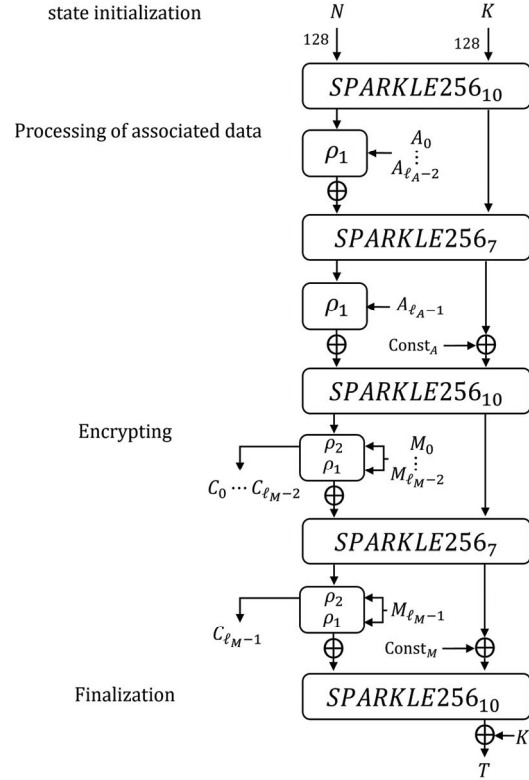 state initialization
N K
128 128
SPARKLE256₁₀
Processing of associated data
ρ₁
A₀
⋮
A_{ℓ_A−2}
SPARKLE256₇
ρ₁
A_{ℓ_A−1}
Const_A
SPARKLE256₁₀
Encrypting
ρ₂
ρ₁
M₀
⋮
M_{ℓ_M−2}
C₀ ⋯ C_{ℓ_M−2}
SPARKLE256₇
ρ₂
ρ₁
M_{ℓ_M−1}
C_{ℓ_M−1}
Const_M
Finalization
SPARKLE256₁₀
K
T